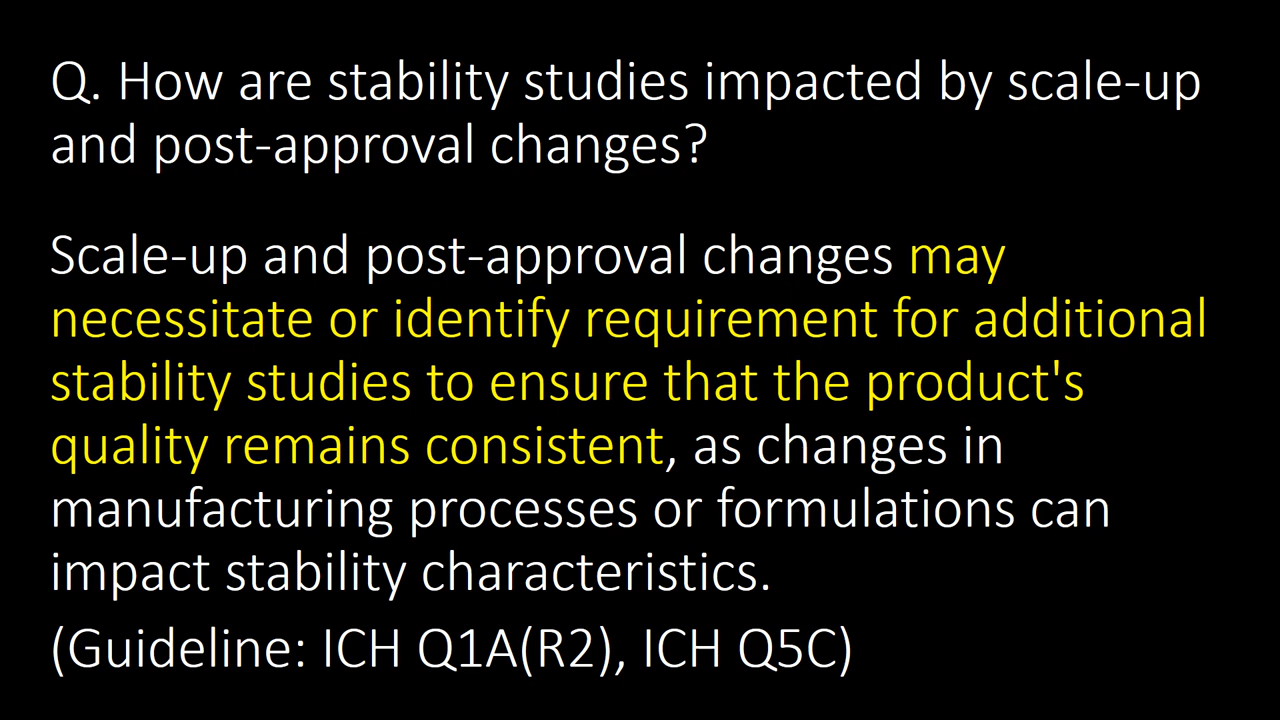 Q. How are stability studies impacted by scale-up
and post-approval changes?
Scale-up and post-approval changes may
necessitate or identify requirement for additional
stability studies to ensure that the product's
quality remains consistent, as changes in
manufacturing processes or formulations can
impact stability characteristics.
(Guideline: ICH Q1A(R2), ICH Q5C)